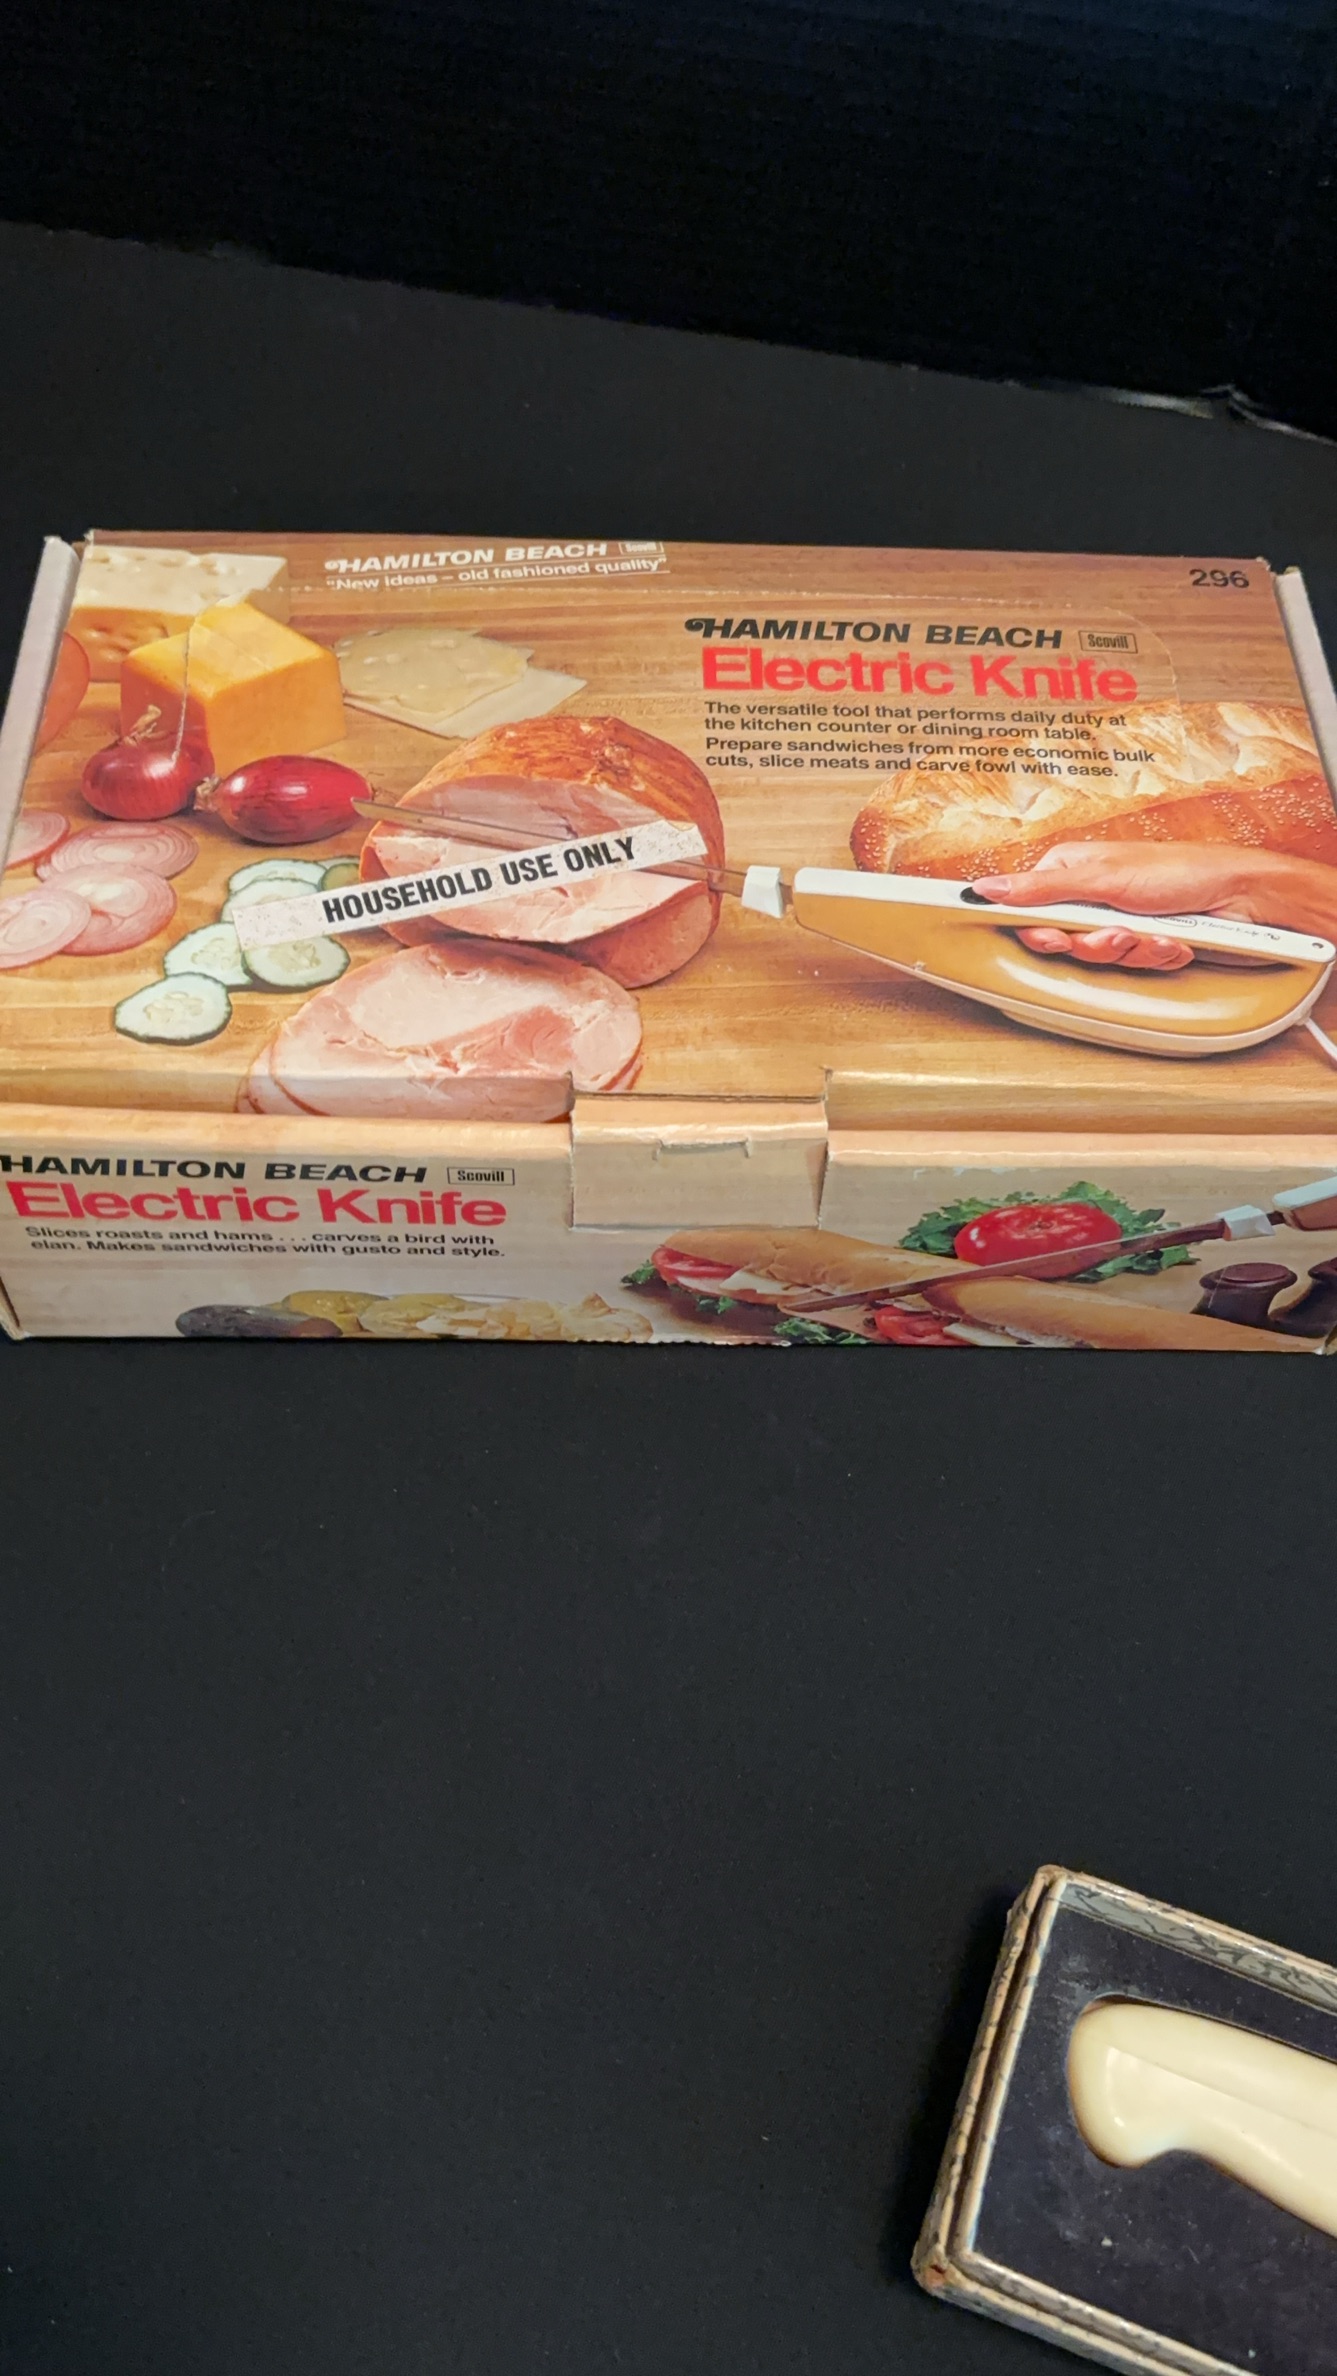 HAMILTON BEACH Scovill
"New ideas – old fashioned quality"
296
HAMILTON BEACH Scovill
Electric Knife
The versatile tool that performs daily duty at
the kitchen counter or dining room table.
Prepare sandwiches from more economic bulk
cuts, slice meats and carve fowl with ease.
HOUSEHOLD USE ONLY
HAMILTON BEACH Scovill
Electric Knife
Slices roasts and hams . . . carves a bird with
elan. Makes sandwiches with gusto and style.